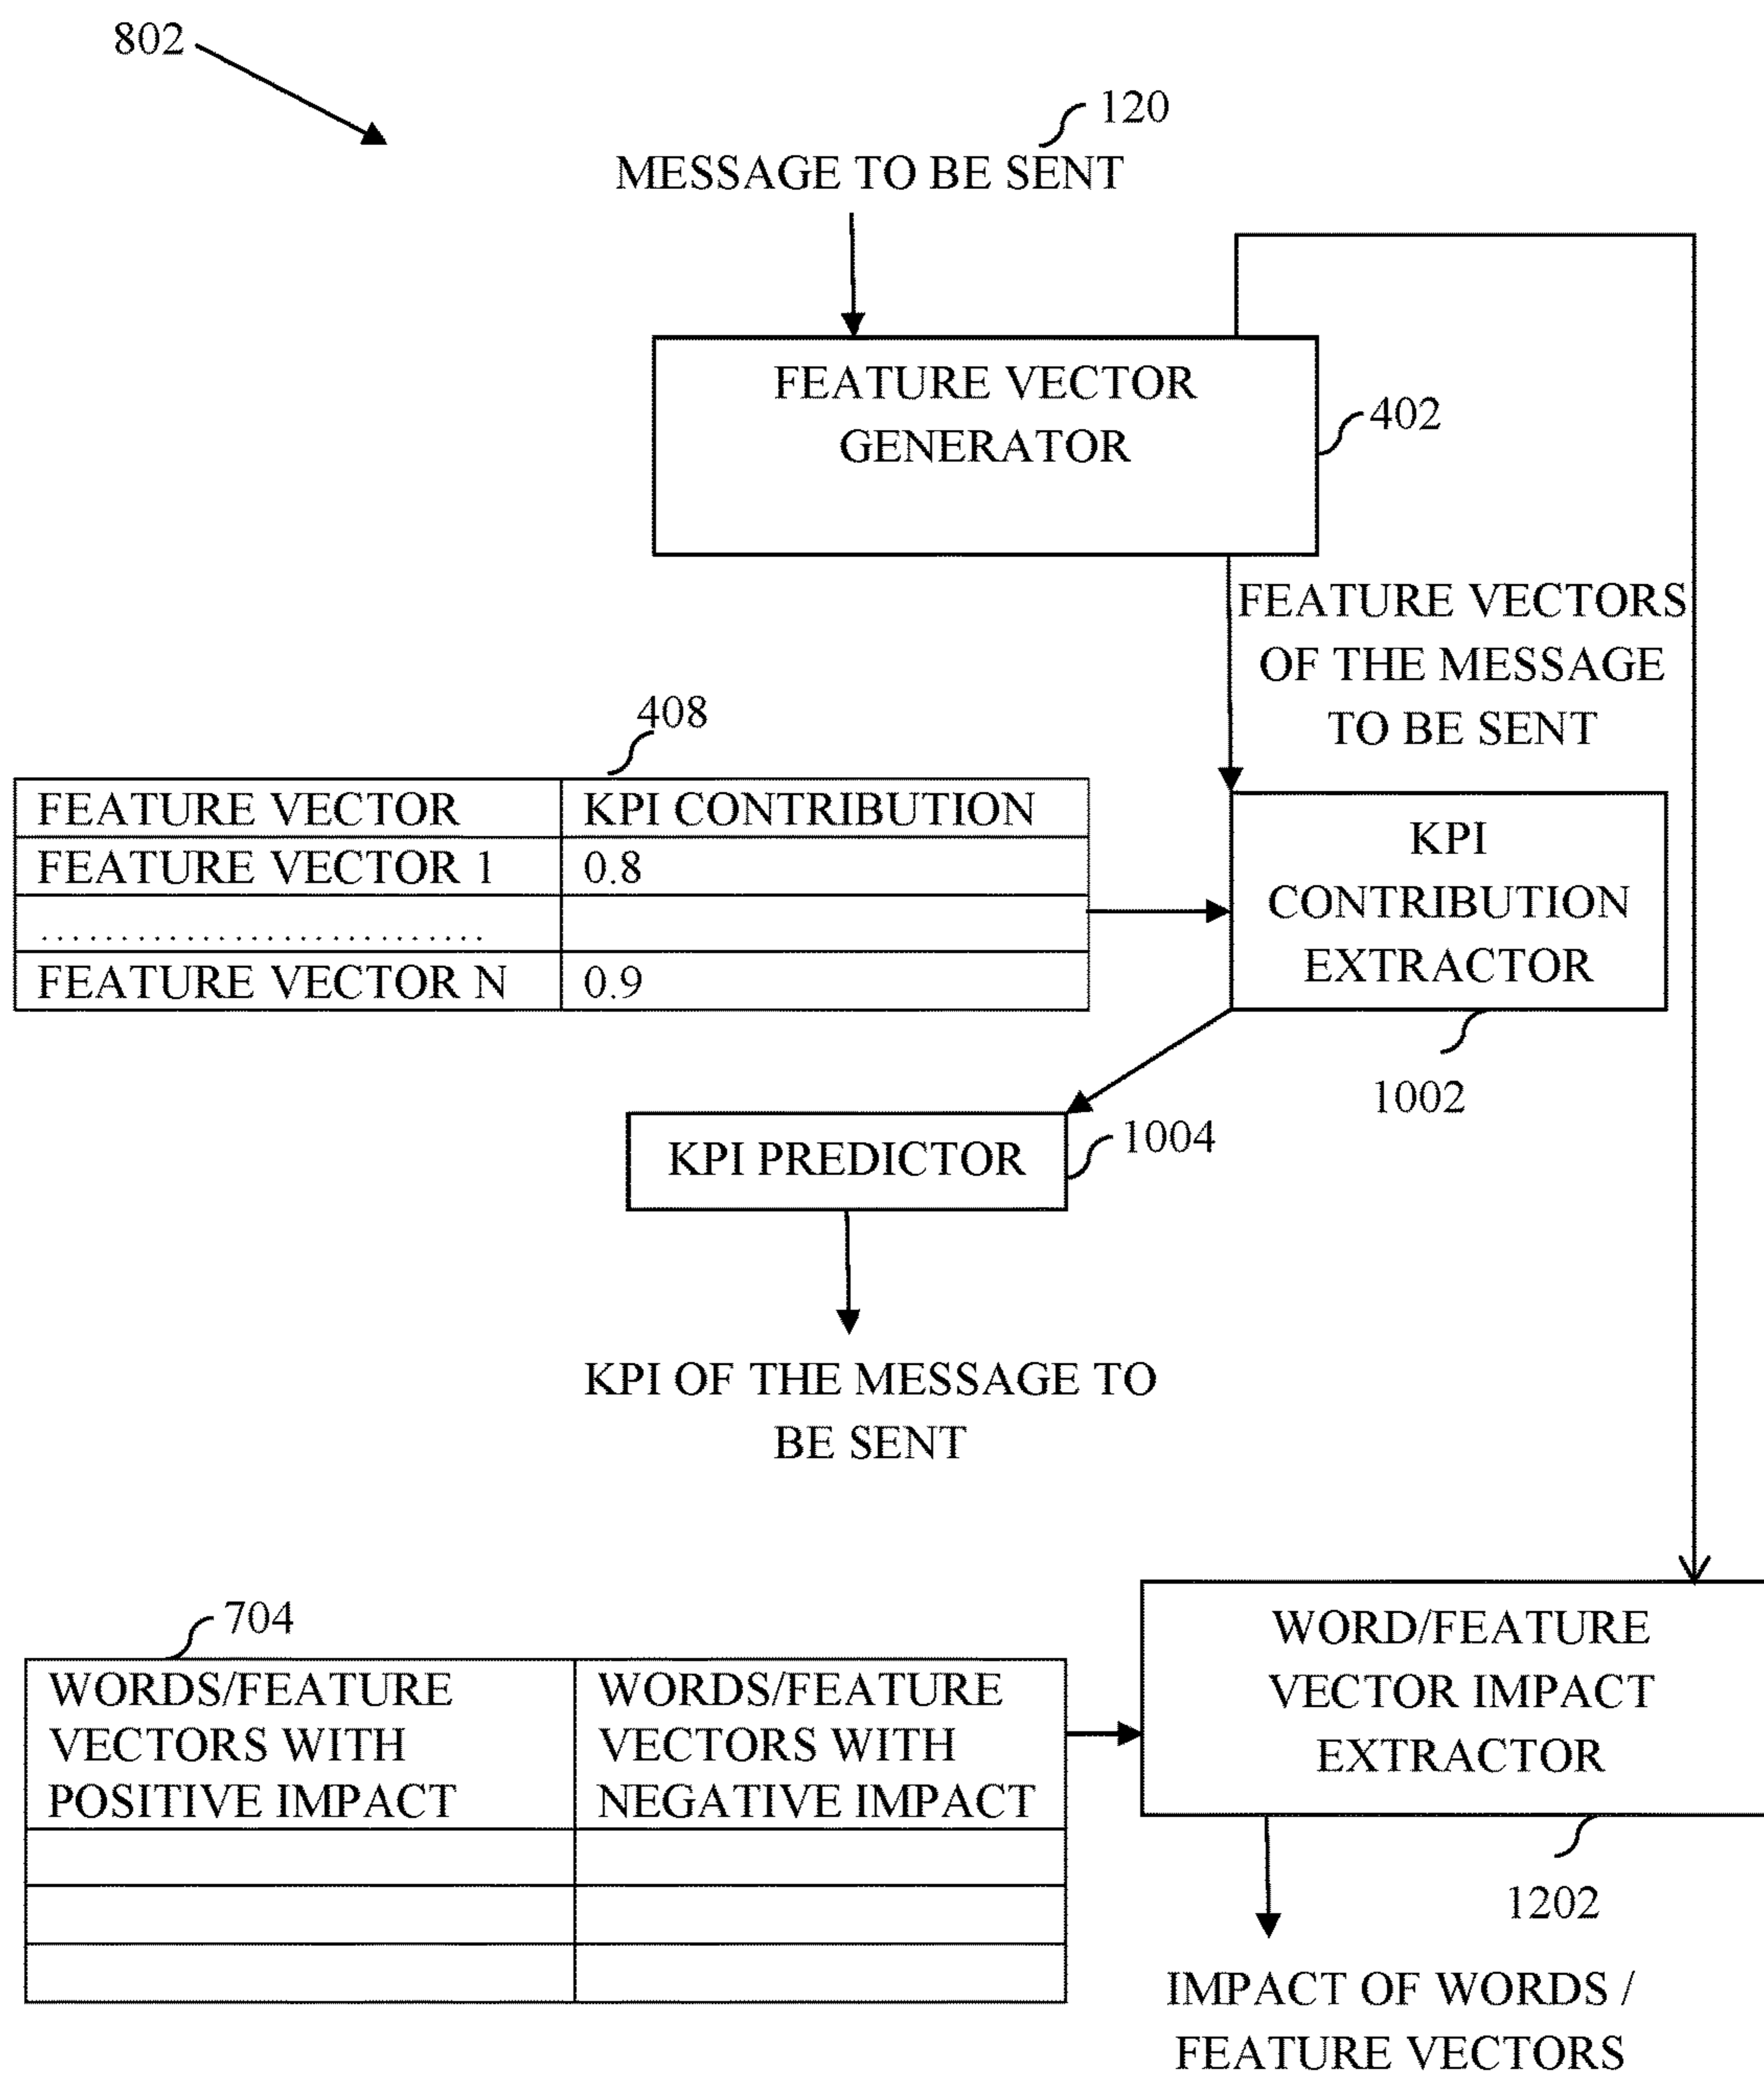 802
120
MESSAGE TO BE SENT
FEATURE VECTOR
GENERATOR
402
FEATURE VECTORS
OF THE MESSAGE
TO BE SENT
408
FEATURE VECTOR KPI CONTRIBUTION
FEATURE VECTOR 1 0.8
............................
FEATURE VECTOR N 0.9
KPI
CONTRIBUTION
EXTRACTOR
1002
KPI PREDICTOR
1004
KPI OF THE MESSAGE TO
BE SENT
704
WORDS/FEATURE
VECTORS WITH
POSITIVE IMPACT
WORDS/FEATURE
VECTORS WITH
NEGATIVE IMPACT
WORD/FEATURE
VECTOR IMPACT
EXTRACTOR
1202
IMPACT OF WORDS /
FEATURE VECTORS